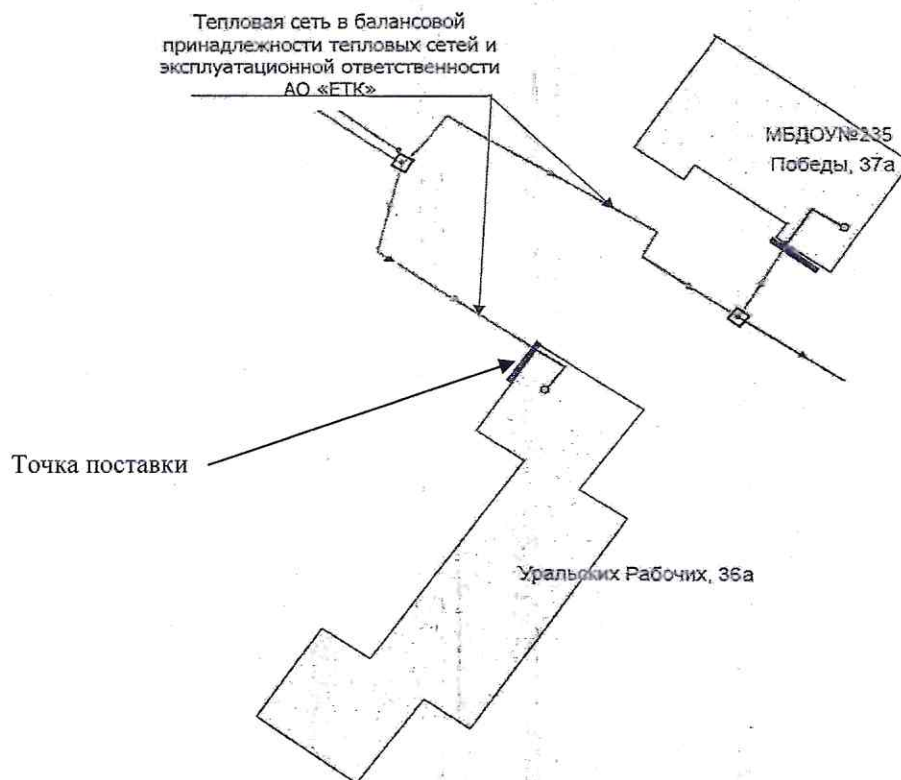 Тепловая сеть в балансовой
принадлежности тепловых сетей и
эксплуатационной ответственности
АО «ЕТК»
МБДОУ№235
Победы, 37а
Точка поставки
Уральских Рабочих, 36а